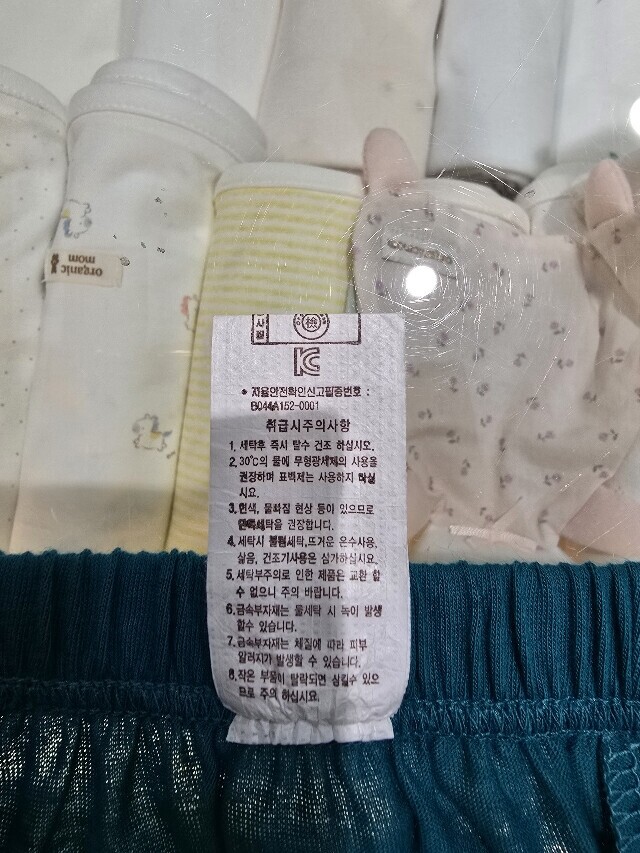 organic
mom
사필
檢
• 자율안전확인신고필증번호 :
B044A152-0001
취급시주의사항
1. 세탁후 즉시 탈수 건조 하십시오.
2. 30℃의 물에 무형광세제의 사용을
권장하며 표백제는 사용하지 마십
시요.
3. 변색, 물빠짐 현상 등이 있으므로
단독세탁을 권장합니다.
4. 세탁시 불림세탁,뜨거운 온수사용,
삶음, 건조기사용은 삼가하십시요.
5. 세탁부주의로 인한 제품은 교환 할
수 없으니 주의 바랍니다.
6. 금속부자재는 물세탁 시 녹이 발생
할수 있습니다.
7. 금속부자재는 체질에 따라 피부
알러지가 발생할 수 있습니다.
8. 작은 부품이 탈락되면 삼킬수 있으
므로 주의 하십시요.